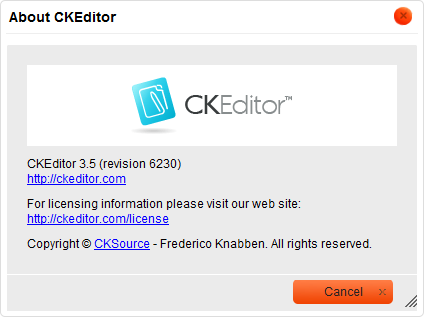 About CKEditor
CKEditor™
CKEditor 3.5 (revision 6230)
http://ckeditor.com
For licensing information please visit our web site:
http://ckeditor.com/license
Copyright © CKSource - Frederico Knabben. All rights reserved.
Cancel